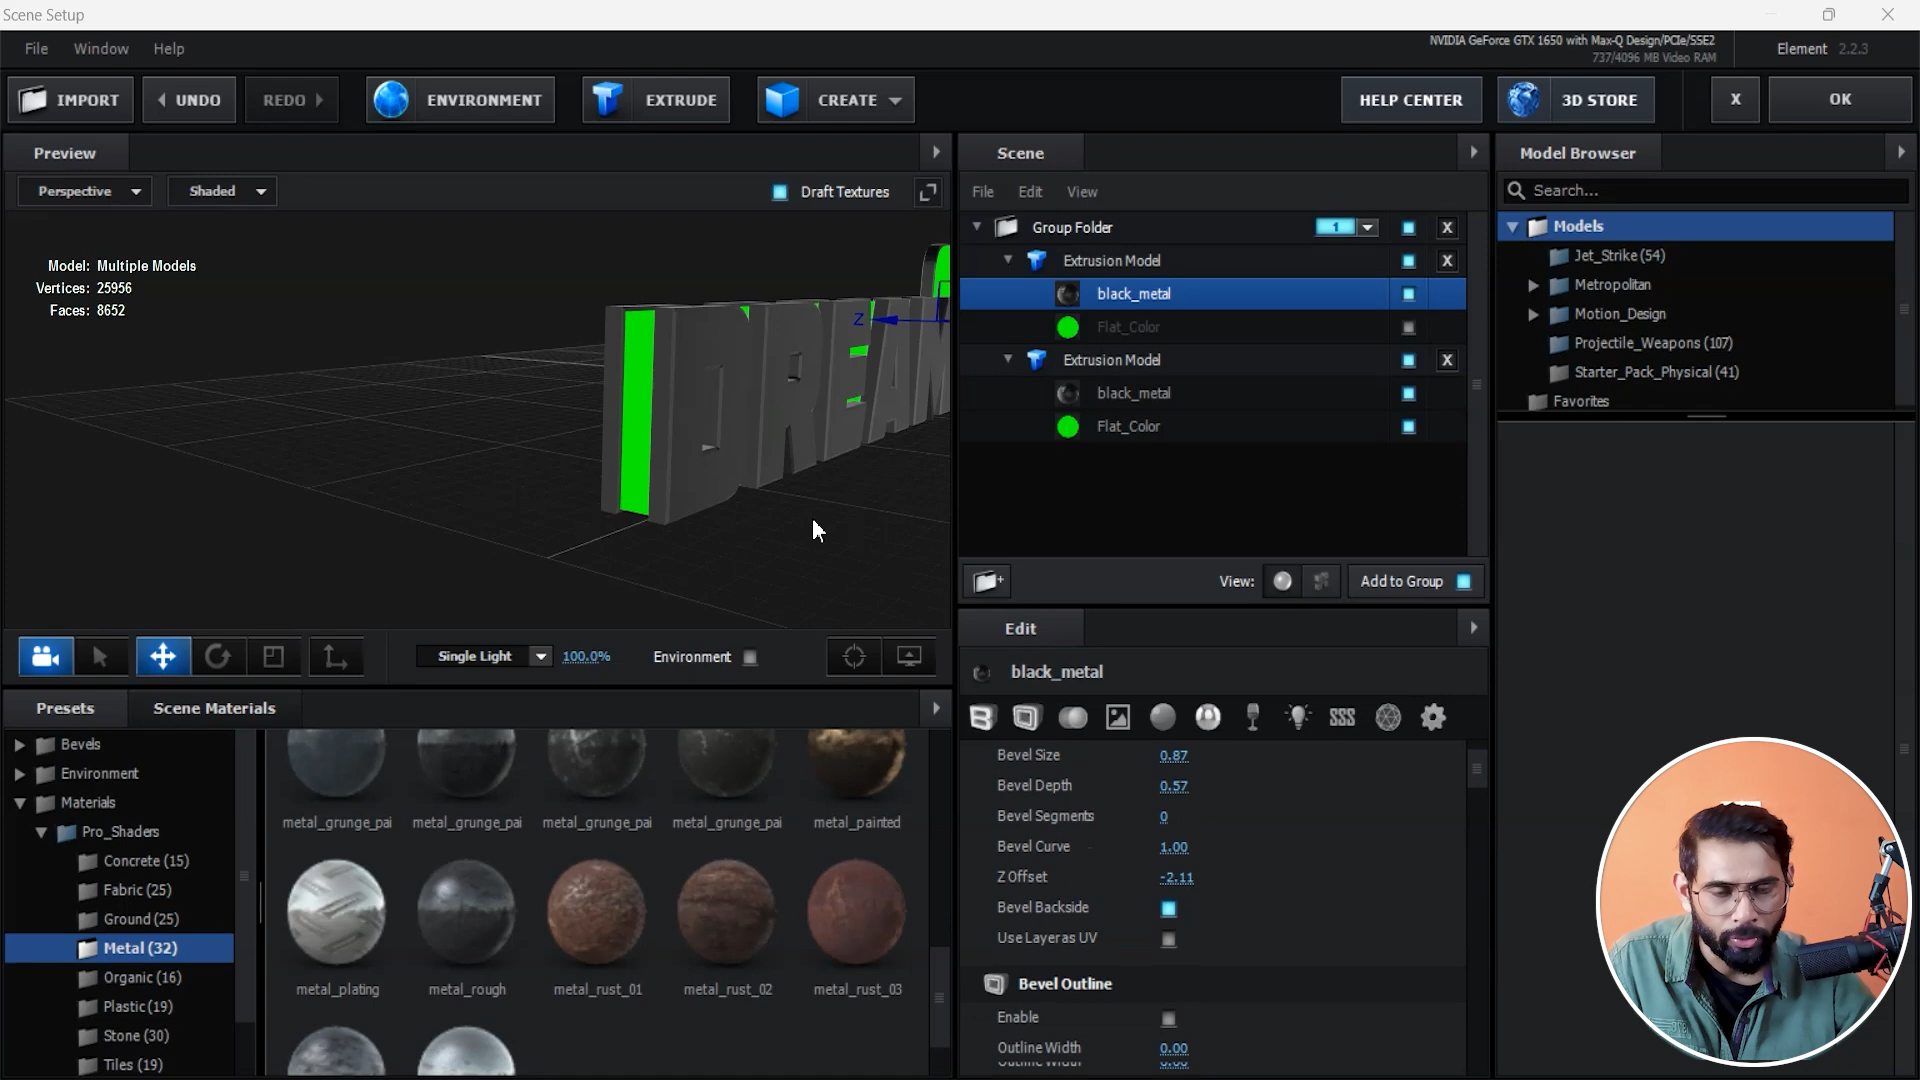 Scene Setup
File Window Help
NVIDIA GeForce GTX 1650 with Max-Q Design/PCIe/SSE2
737/4096 MB Video RAM
Element 2.2.3
IMPORT UNDO REDO ENVIRONMENT EXTRUDE CREATE HELP CENTER 3D STORE X OK
Preview
Perspective Shaded Draft Textures
Model: Multiple Models
Vertices: 25956
Faces: 8652
DREAM
Z
Single Light 100.0% Environment
Presets Scene Materials
Bevels
Environment
Materials
Pro_Shaders
Concrete (15)
Fabric (25)
Ground (25)
Metal (32)
Organic (16)
Plastic (19)
Stone (30)
Tiles (19)
metal_grunge_pai metal_grunge_pai metal_grunge_pai metal_grunge_pai metal_painted
metal_plating metal_rough metal_rust_01 metal_rust_02 metal_rust_03
Scene
File Edit View
Group Folder 1 X
Extrusion Model X
black_metal
Flat_Color
Extrusion Model X
black_metal
Flat_Color
View: Add to Group
Edit
black_metal
SSS
Bevel Size 0.87
Bevel Depth 0.57
Bevel Segments 0
Bevel Curve 1.00
Z Offset -2.11
Bevel Backside
Use Layer as UV
Bevel Outline
Enable
Outline Width 0.00
Model Browser
Search...
Models
Jet_Strike (54)
Metropolitan
Motion_Design
Projectile_Weapons (107)
Starter_Pack_Physical (41)
Favorites